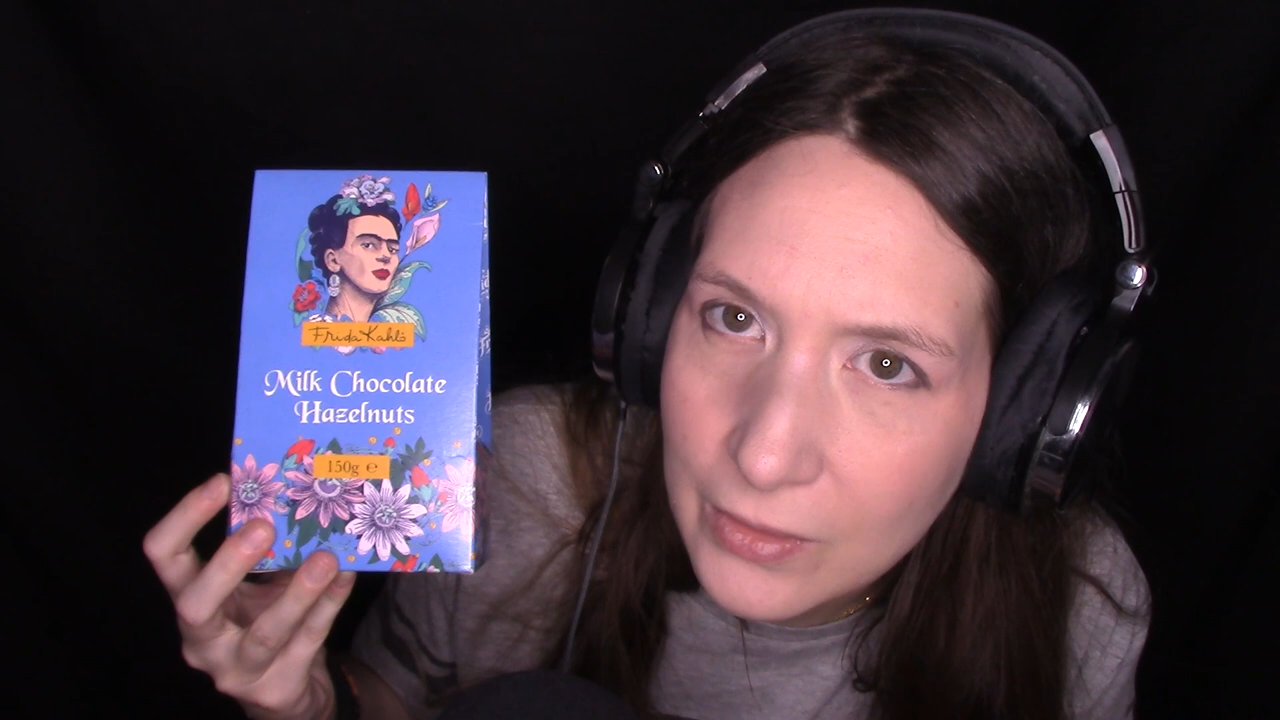 Frida Kahlo
Milk Chocolate
Hazelnuts
150g ℮